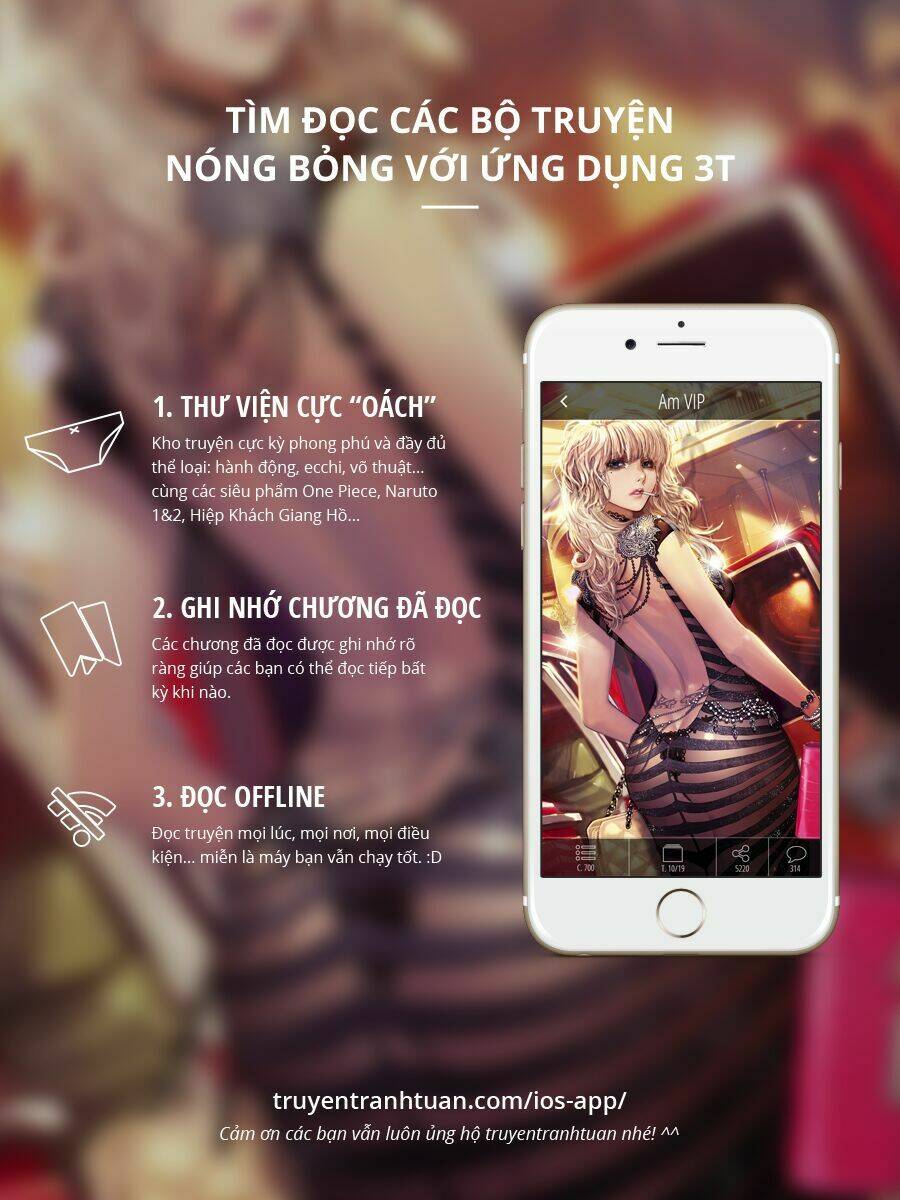 TÌM ĐỌC CÁC BỘ TRUYỆN
NÓNG BỎNG VỚI ỨNG DỤNG 3T
1. THƯ VIỆN CỰC “OÁCH”
Kho truyện cực kỳ phong phú và đầy đủ
thể loại: hành động, ecchi, võ thuật...
cùng các siêu phẩm One Piece, Naruto
1&2, Hiệp Khách Giang Hồ...
2. GHI NHỚ CHƯƠNG ĐÃ ĐỌC
Các chương đã đọc được ghi nhớ rõ
ràng giúp các bạn có thể đọc tiếp bất
kỳ khi nào.
3. ĐỌC OFFLINE
Đọc truyện mọi lúc, mọi nơi, mọi điều
kiện... miễn là máy bạn vẫn chạy tốt. :D
Am VIP
C. 700
T. 10/19
5220
314
truyentranhtuan.com/ios-app/
Cảm ơn các bạn vẫn luôn ủng hộ truyentranhtuan nhé! ^^